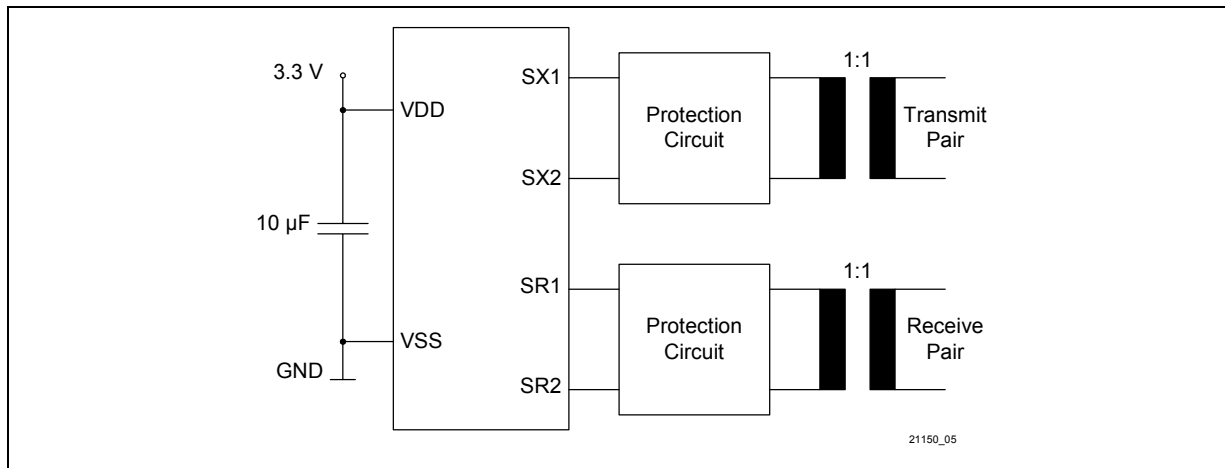 3.3 V
VDD
10 µF
VSS
GND
SX1
SX2
SR1
SR2
Protection
Circuit
1:1
Transmit
Pair
Protection
Circuit
1:1
Receive
Pair
21150_05